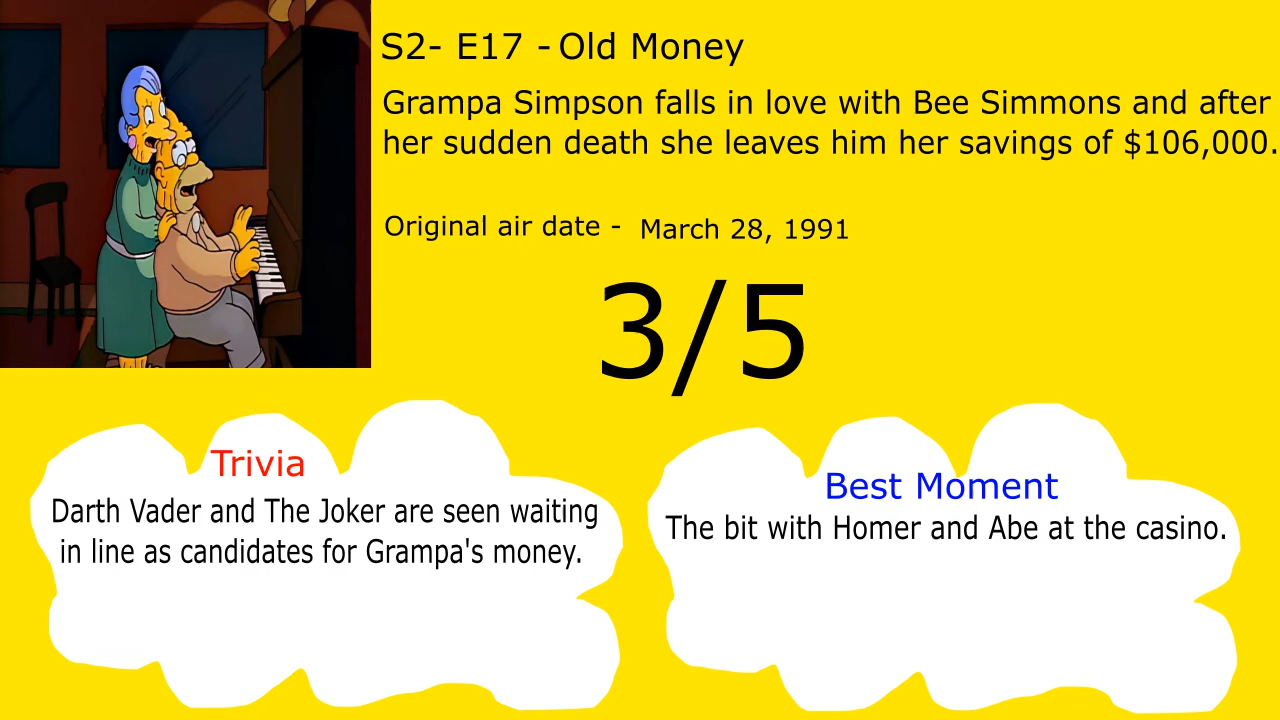 S2- E17 - Old Money
Grampa Simpson falls in love with Bee Simmons and after
her sudden death she leaves him her savings of $106,000.
Original air date - March 28, 1991
3/5
Trivia
Darth Vader and The Joker are seen waiting
in line as candidates for Grampa's money.
Best Moment
The bit with Homer and Abe at the casino.